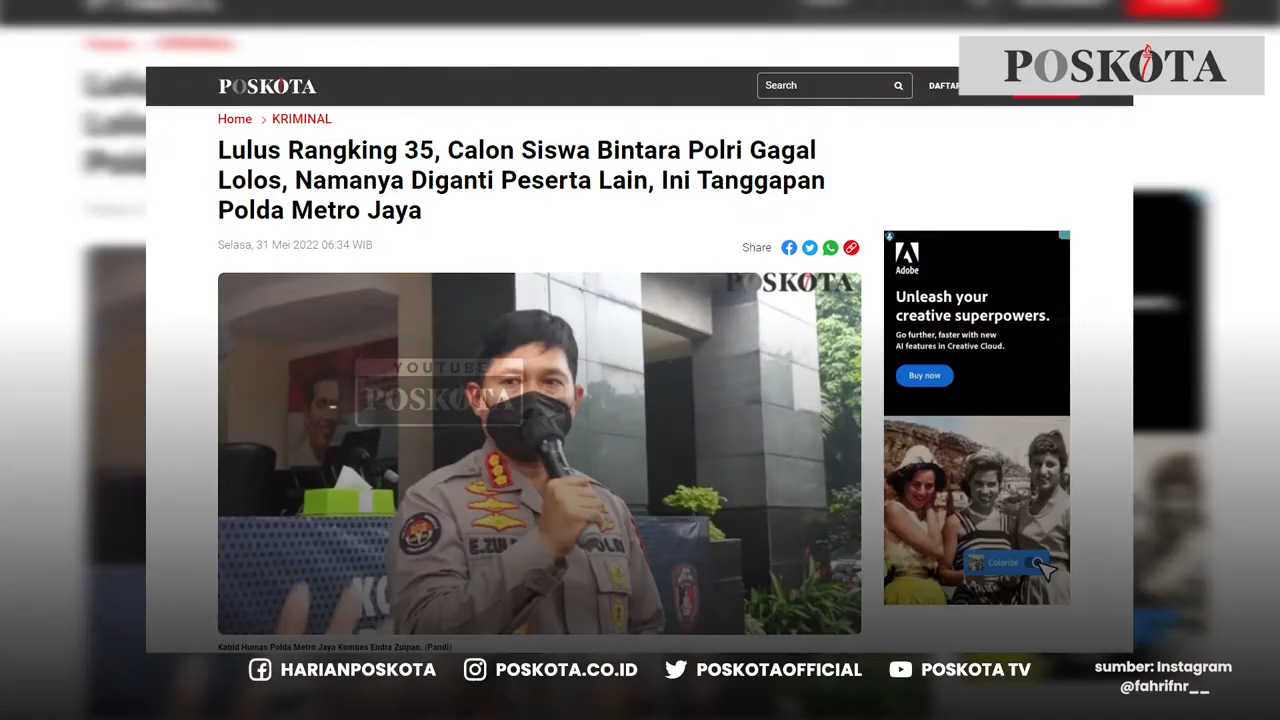 POSKOTA
POSKOTA
Search
DAFTAR
Home > KRIMINAL
Lulus Rangking 35, Calon Siswa Bintara Polri Gagal
Lolos, Namanya Diganti Peserta Lain, Ini Tanggapan
Polda Metro Jaya
Selasa, 31 Mei 2022 06:34 WIB
Share
POSKOTA
YOUTUBE
POSKOTA
E.ZUL
POLRI
Adobe
Unleash your
creative superpowers.
Go further, faster with new
AI features in Creative Cloud.
Buy now
Colorize
Kabid Humas Polda Metro Jaya Kombes Endra Zulpan. (Pandi)
HARIANPOSKOTA
POSKOTA.CO.ID
POSKOTAOFFICIAL
POSKOTA TV
sumber: Instagram
@fahrifnr__